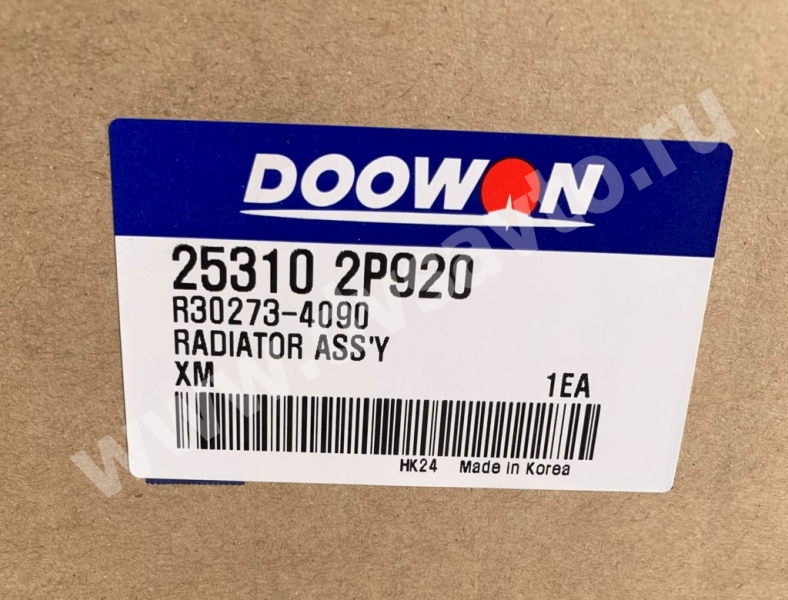 DOOWON
25310 2P920
R30273-4090
RADIATOR ASS'Y
XM 1EA
HK24 Made in Korea